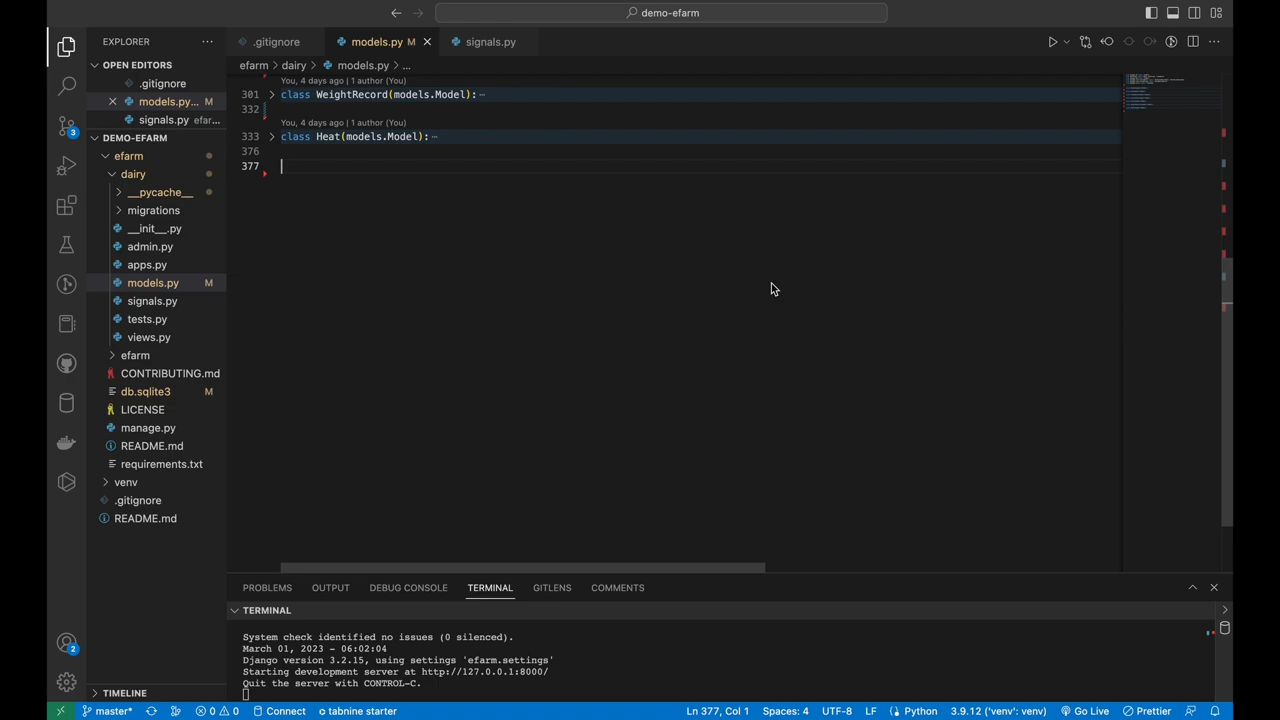 demo-efarm
EXPLORER
OPEN EDITORS
.gitignore
models.py... M
signals.py efar...
DEMO-EFARM
efarm
dairy
__pycache__
migrations
__init__.py
admin.py
apps.py
models.py M
signals.py
tests.py
views.py
efarm
CONTRIBUTING.md
db.sqlite3 M
LICENSE
manage.py
README.md
requirements.txt
venv
.gitignore
README.md
TIMELINE
3
2
.gitignore
models.py M
signals.py
efarm > dairy > models.py > ...
You, 4 days ago | 1 author (You)
301 class WeightRecord(models.Model):
332
You, 4 days ago | 1 author (You)
333 class Heat(models.Model):
376
377
PROBLEMS OUTPUT DEBUG CONSOLE TERMINAL GITLENS COMMENTS
TERMINAL
System check identified no issues (0 silenced).
March 01, 2023 - 06:02:04
Django version 3.2.15, using settings 'efarm.settings'
Starting development server at http://127.0.0.1:8000/
Quit the server with CONTROL-C.
master* 0 0 Connect tabnine starter Ln 377, Col 1 Spaces: 4 UTF-8 LF Python 3.9.12 ('venv': venv) Go Live Prettier